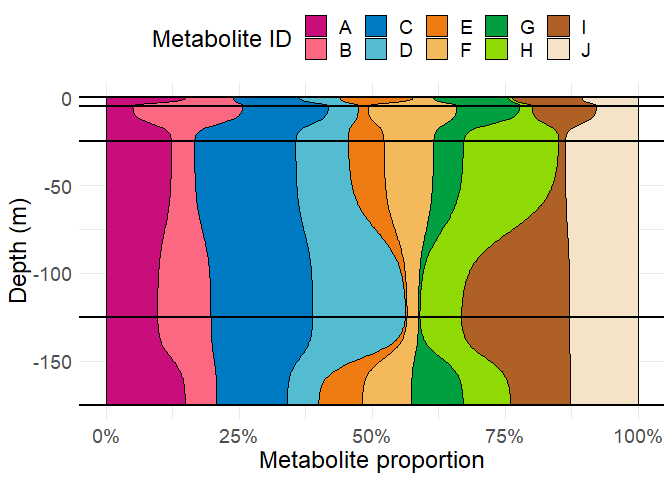 Metabolite ID
A C E G I
B D F H J
0
-50
-100
-150
Depth (m)
0% 25% 50% 75% 100%
Metabolite proportion